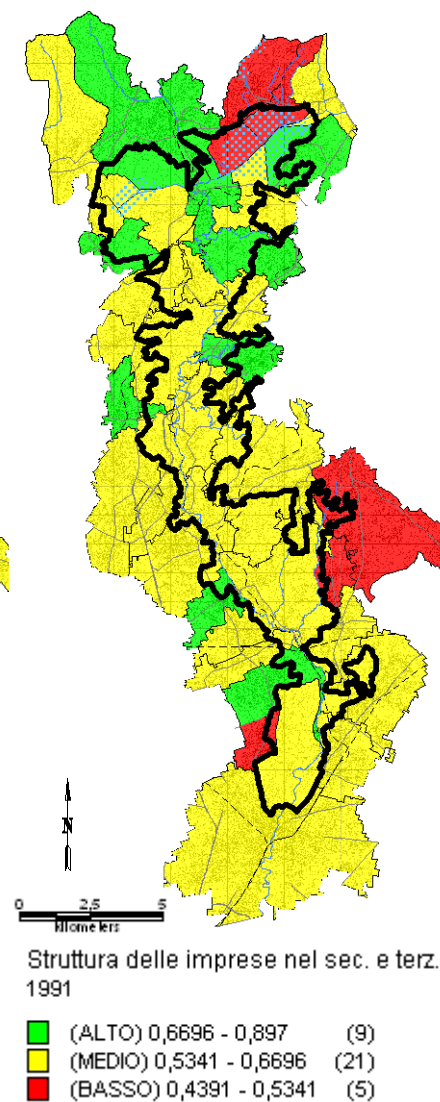 N
0 2,5 5
kilometers
Struttura delle imprese nel sec. e terz.
1991
(ALTO) 0,6696 - 0,897 (9)
(MEDIO) 0,5341 - 0,6696 (21)
(BASSO) 0,4391 - 0,5341 (5)